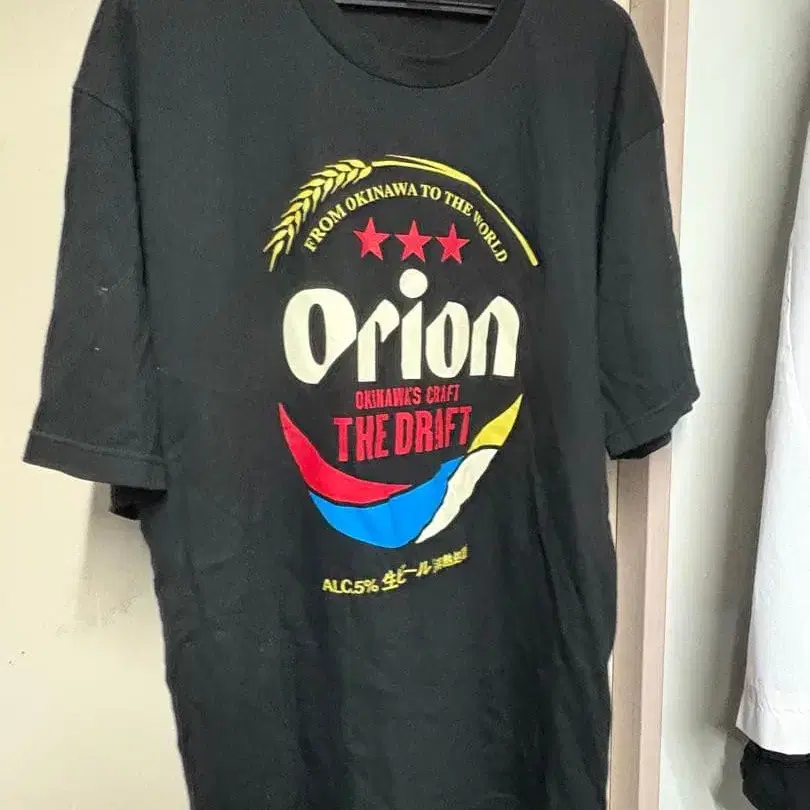 FROM OKINAWA TO THE WORLD
Orion
OKINAWA'S CRAFT
THE DRAFT
ALC.5% 生ビール